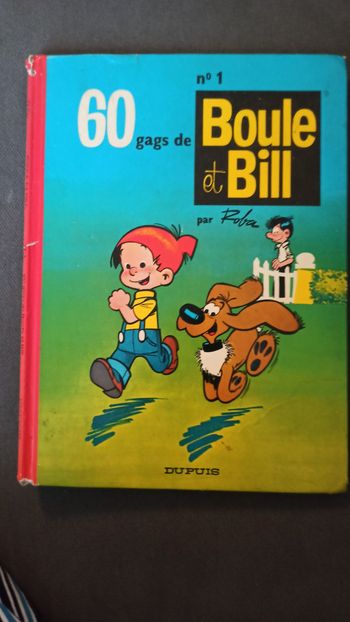 n° 1
60 gags de Boule
et Bill
par Roba
DUPUIS